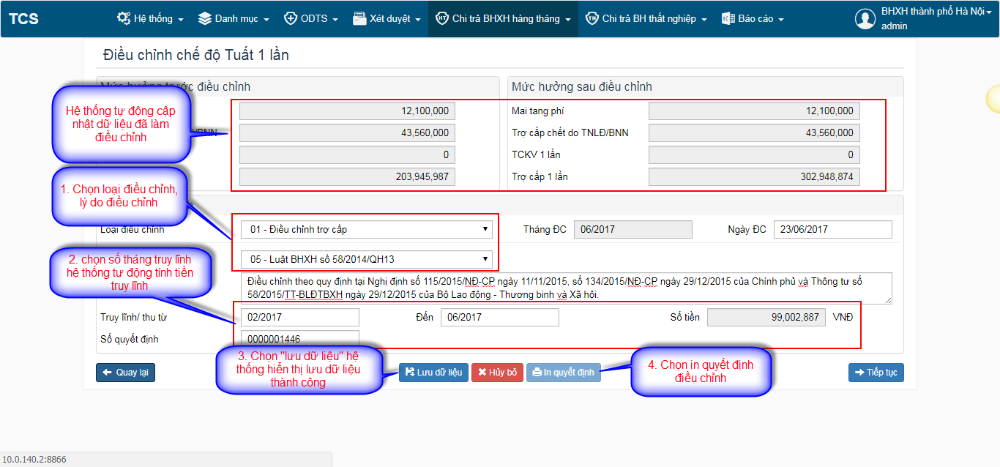 TCS
Hệ thống
Danh mục
ODTS
Xét duyệt
Chi trả BHXH hàng tháng
Chi trả BH thất nghiệp
Báo cáo
BHXH thành phố Hà Nội
admin
Điều chỉnh chế độ Tuất 1 lần
Mức hưởng trước điều chỉnh
Mức hưởng sau điều chỉnh
Hệ thống tự động cập
nhật dữ liệu đã làm
điều chỉnh
12,100,000
Mai tang phí
12,100,000
43,560,000
Trợ cấp chết do TNLĐ/BNN
43,560,000
0
TCKV 1 lần
0
203,945,987
Trợ cấp 1 lần
302,948,874
1. Chọn loại điều chỉnh,
lý do điều chỉnh
Loại điều chỉnh
01 - Điều chỉnh trợ cấp
Tháng ĐC
06/2017
Ngày ĐC
23/06/2017
05 - Luật BHXH số 58/2014/QH13
2. chọn số tháng truy lĩnh
hệ thống tự động tính tiền
truy lĩnh
Điều chỉnh theo quy định tại Nghị định số 115/2015/NĐ-CP ngày 11/11/2015, số 134/2015/NĐ-CP ngày 29/12/2015 của Chính phủ và Thông tư số
58/2015/TT-BLĐTBXH ngày 29/12/2015 của Bộ Lao động - Thương binh và Xã hội.
Truy lĩnh/ thu từ
02/2017
Đến
06/2017
Số tiền
99,002,887
VNĐ
Số quyết định
0000001446
3. Chọn "lưu dữ liệu" hệ
thống hiển thị lưu dữ liệu
thành công
4. Chọn in quyết định
điều chỉnh
Quay lại
Lưu dữ liệu
Hủy bỏ
In quyết định
Tiếp tục
10.0.140.2:8866